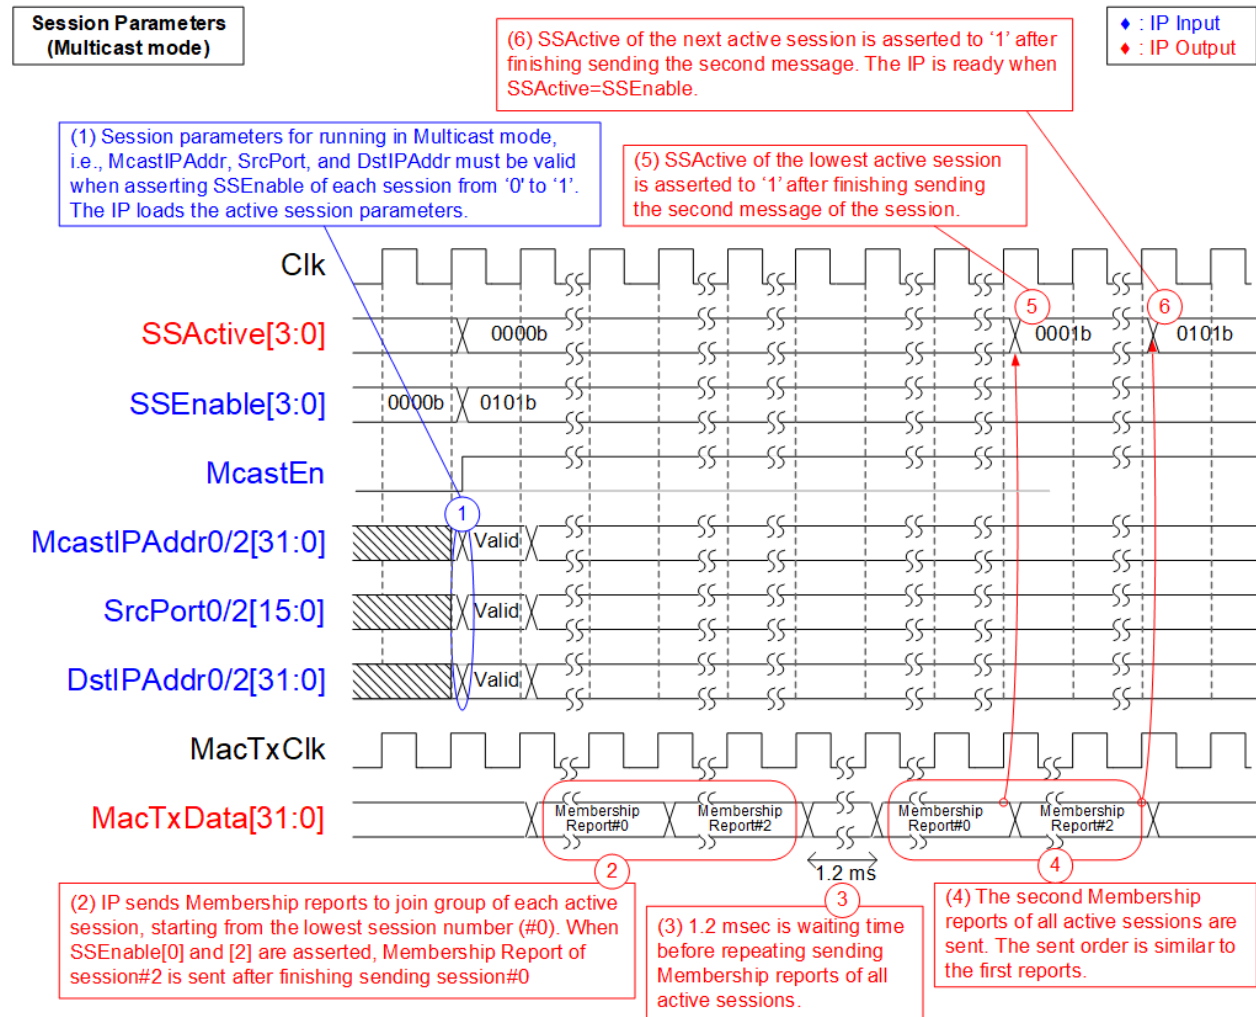 Session Parameters
(Multicast mode)
♦ : IP Input
♦ : IP Output
(6) SSActive of the next active session is asserted to ‘1’ after
finishing sending the second message. The IP is ready when
SSActive=SSEnable.
(1) Session parameters for running in Multicast mode,
i.e., McastIPAddr, SrcPort, and DstIPAddr must be valid
when asserting SSEnable of each session from ‘0’ to ‘1’.
The IP loads the active session parameters.
(5) SSActive of the lowest active session
is asserted to ‘1’ after finishing sending
the second message of the session.
Clk
5
6
SSActive[3:0]
0000b
0001b
0101b
SSEnable[3:0]
0000b
0101b
McastEn
1
McastIPAddr0/2[31:0]
Valid
SrcPort0/2[15:0]
Valid
DstIPAddr0/2[31:0]
Valid
MacTxClk
MacTxData[31:0]
Membership
Report#0
Membership
Report#2
Membership
Report#0
Membership
Report#2
1.2 ms
2
3
4
(2) IP sends Membership reports to join group of each active
session, starting from the lowest session number (#0). When
SSEnable[0] and [2] are asserted, Membership Report of
session#2 is sent after finishing sending session#0
(3) 1.2 msec is waiting time
before repeating sending
Membership reports of all
active sessions.
(4) The second Membership
reports of all active sessions are
sent. The sent order is similar to
the first reports.